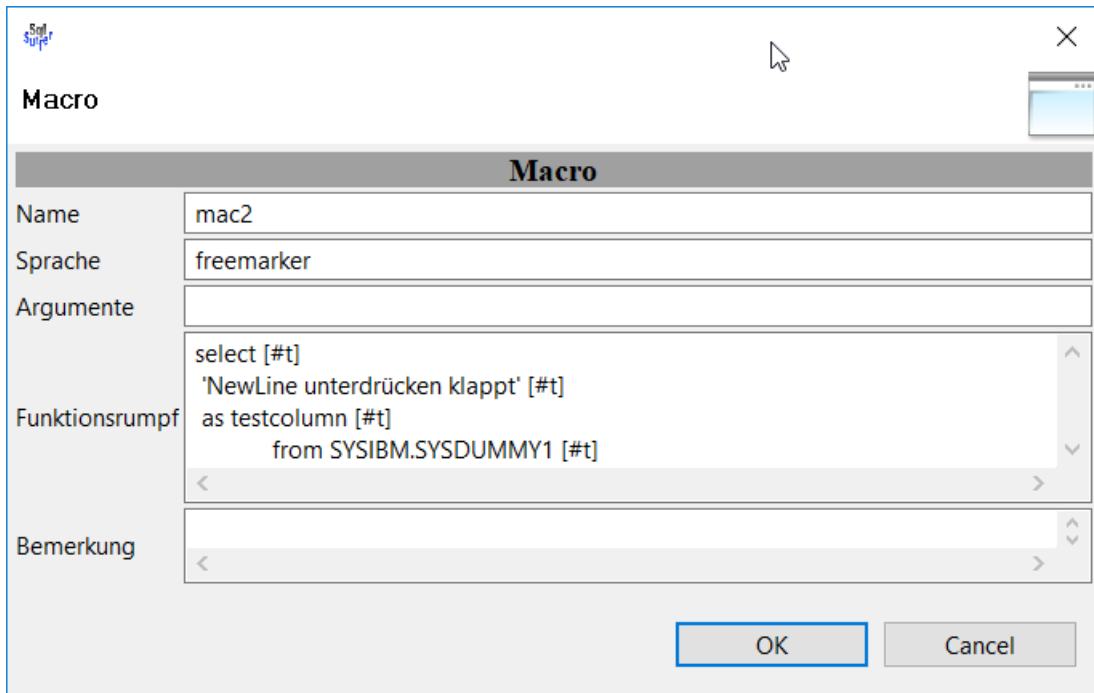 Macro
Macro
Name
mac2
Sprache
freemarker
Argumente
Funktionsrumpf
select [#t]
'NewLine unterdrücken klappt' [#t]
as testcolumn [#t]
from SYSIBM.SYSDUMMY1 [#t]
Bemerkung
OK
Cancel